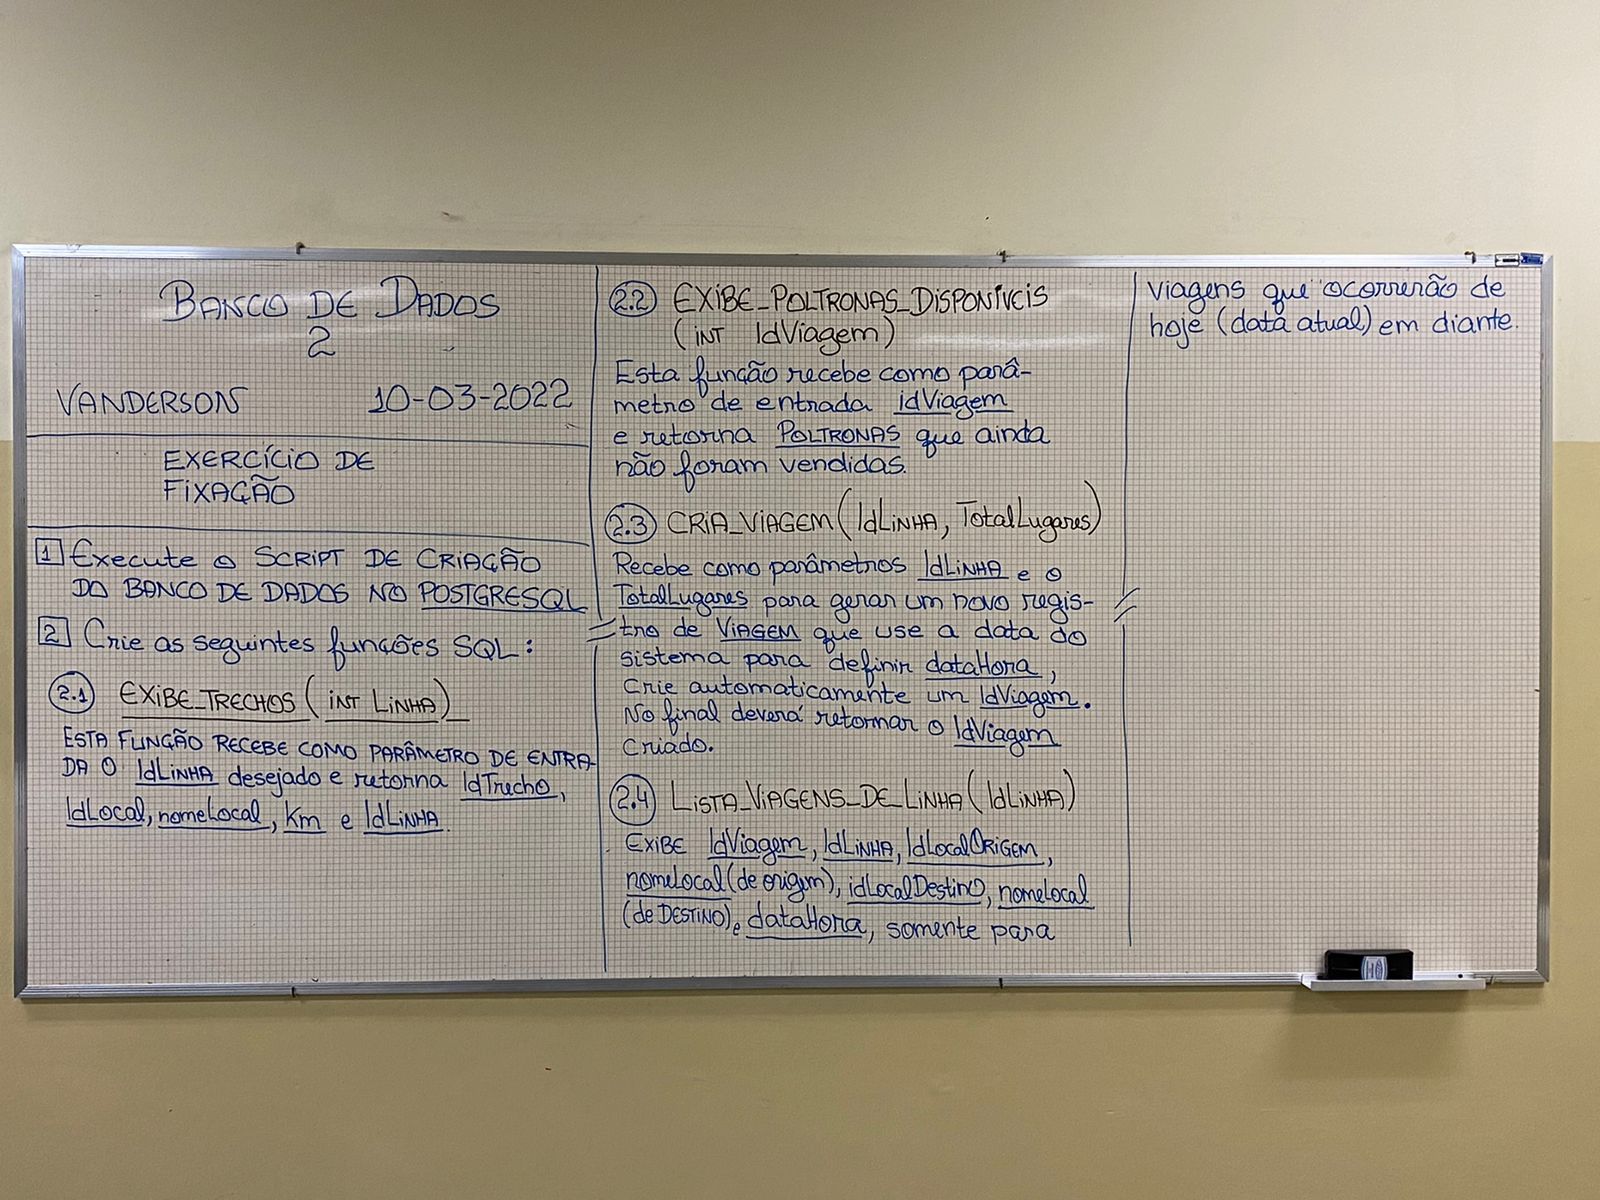 BANCO DE DADOS
2
VANDERSON 10-03-2022
EXERCÍCIO DE
FIXAÇÃO
1 Execute o SCRIPT DE CRIAÇÃO
DO BANCO DE DADOS NO POSTGRESQL
2 Crie as seguintes funções SQL:
2.1 EXIBE_TRECHOS (INT LINHA)
ESTA FUNÇÃO RECEBE COMO PARÂMETRO DE ENTRA-
DA O IdLINHA desejado e retorna IdTrecho,
IdLocal, nomeLocal, Km e IdLINHA.
2.2 EXIBE_POLTRONAS_DISPONÍVEIS
(INT IdViagem)
Esta função recebe como parâ-
metro de entrada idViagem
e retorna POLTRONAS que ainda
não foram vendidas.
2.3 CRIA_VIAGEM (IdLINHA, TotalLugares)
Recebe como parâmetros IdLINHA e o
TotalLugares para gerar um novo regis-
tro de VIAGEM que use a data do
sistema para definir dataHora,
Crie automaticamente um IdViagem.
No final deverá retornar o IdViagem
criado.
2.4 LISTA_VIAGENS_DE_LINHA (IdLINHA)
EXIBE IdViagem, IdLINHA, IdLocalORIGEM,
nomeLocal (de origem), idLocalDestino, nomeLocal
(de DESTINO), e dataHora, somente para
viagens que ocorrerão de
hoje (data atual) em diante.